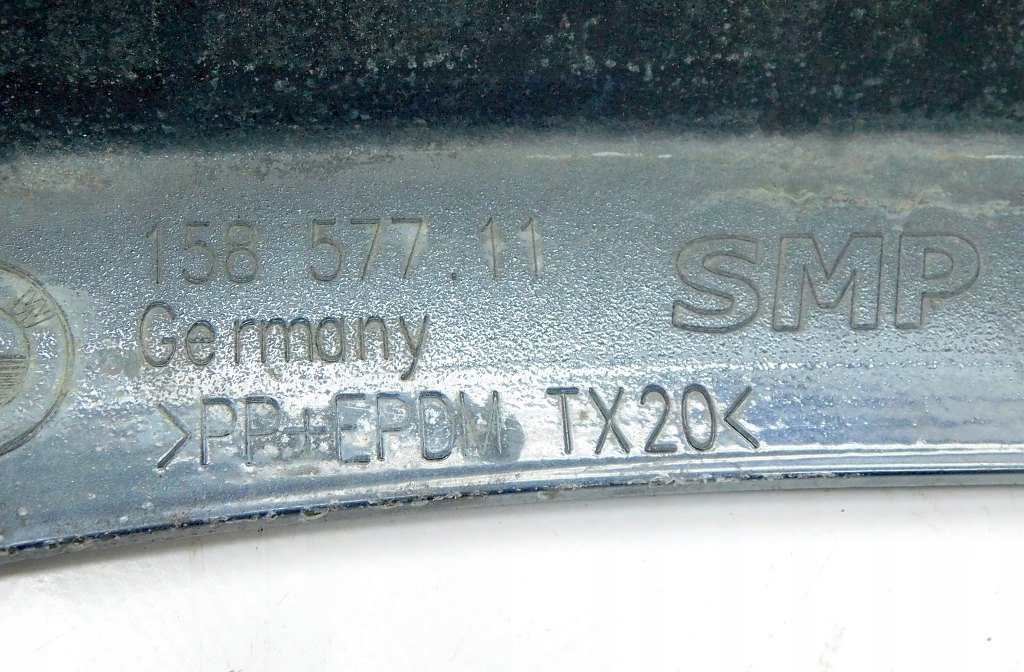 158 577.11
SMP
Germany
>PP+EPDM TX20<